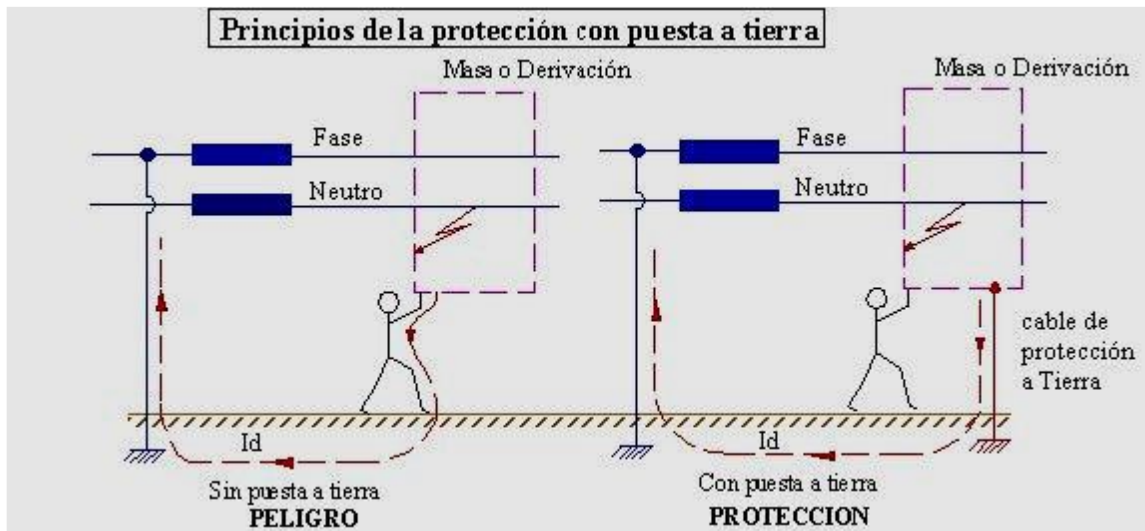 Principios de la protección con puesta a tierra
Masa o Derivación
Fase
Neutro
Id
Sin puesta a tierra
PELIGRO
Masa o Derivación
Fase
Neutro
cable de
protección
a Tierra
Id
Con puesta a tierra
PROTECCION